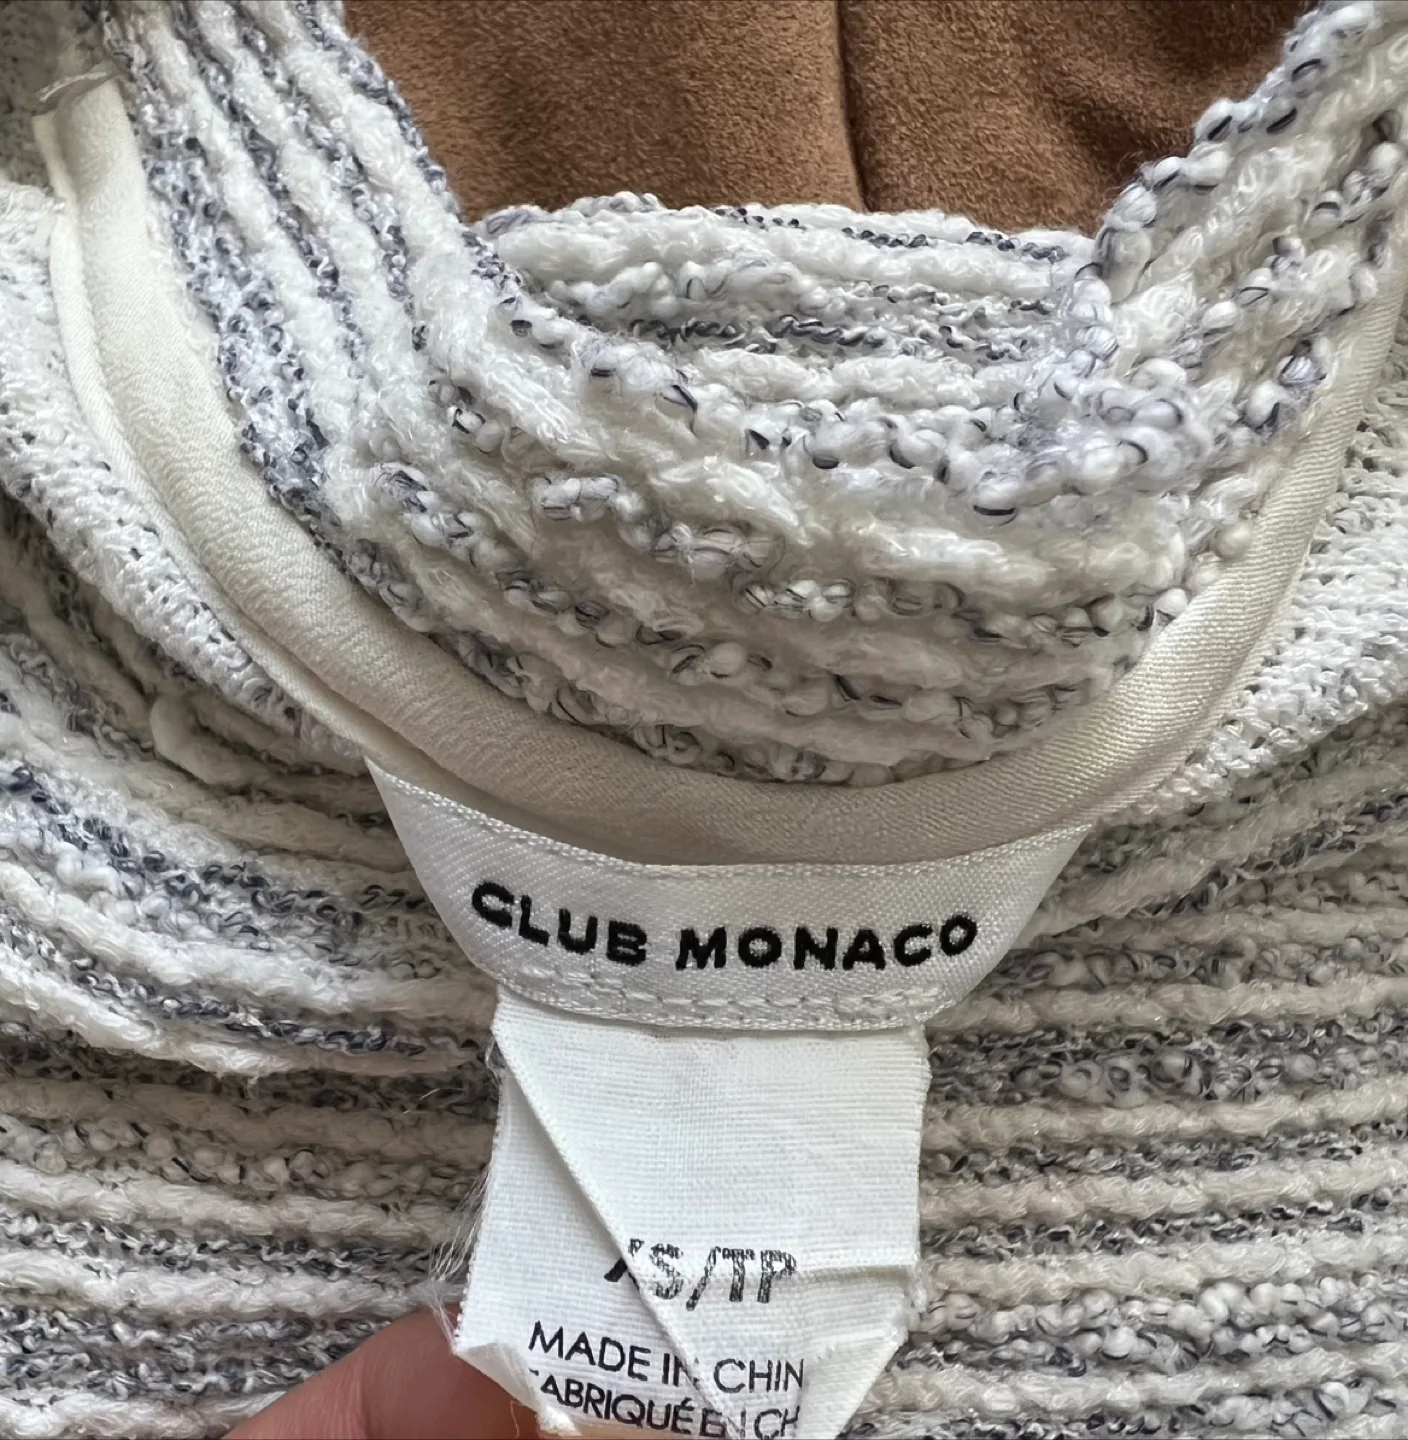 CLUB MONACO
XS/TP
MADE IN CHIN
FABRIQUÉ EN CH